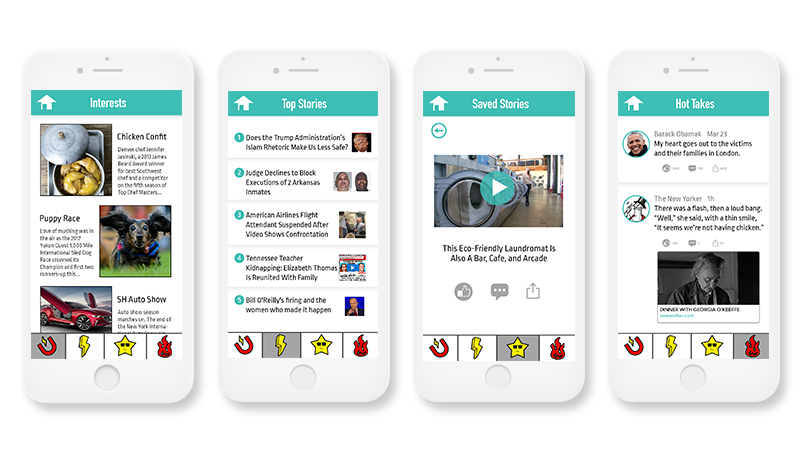 Interests
Chicken Confit
Denver chef Jennifer
Jasinski, a 2013 James
Beard Award winner
for best Southwest
chef and a competitor
on the fifth season of
Top Chef Masters...
Puppy Race
Love of mushing was in
the air as the 2017
Yukon Quest 1,000 Mile
International Sled Dog
Race crowned its
Champion and first two
runners-up this...
SH Auto Show
Auto show season
marches on. The end of
the New York Interna-
Top Stories
1 Does the Trump Administration's
Islam Rhetoric Make Us Less Safe?
2 Judge Declines to Block
Executions of 2 Arkansas
Inmates
3 American Airlines Flight
Attendant Suspended After
Video Shows Confrontation
4 Tennessee Teacher
Kidnapping: Elizabeth Thomas
Is Reunited With Family
5 Bill O'Reilly's firing and the
women who made it happen
Saved Stories
This Eco-Friendly Laundromat Is
Also A Bar, Cafe, and Arcade
Hot Takes
Barack Obamak Mar 23
My heart goes out to the victims
and their families in London.
The New Yorker 1h
There was a flash, then a loud bang.
"Well," she said, with a thin smile,
"It seems we're not having chicken."
DINNER WITH GEORGIA O'KEEFFE
newyorker.com